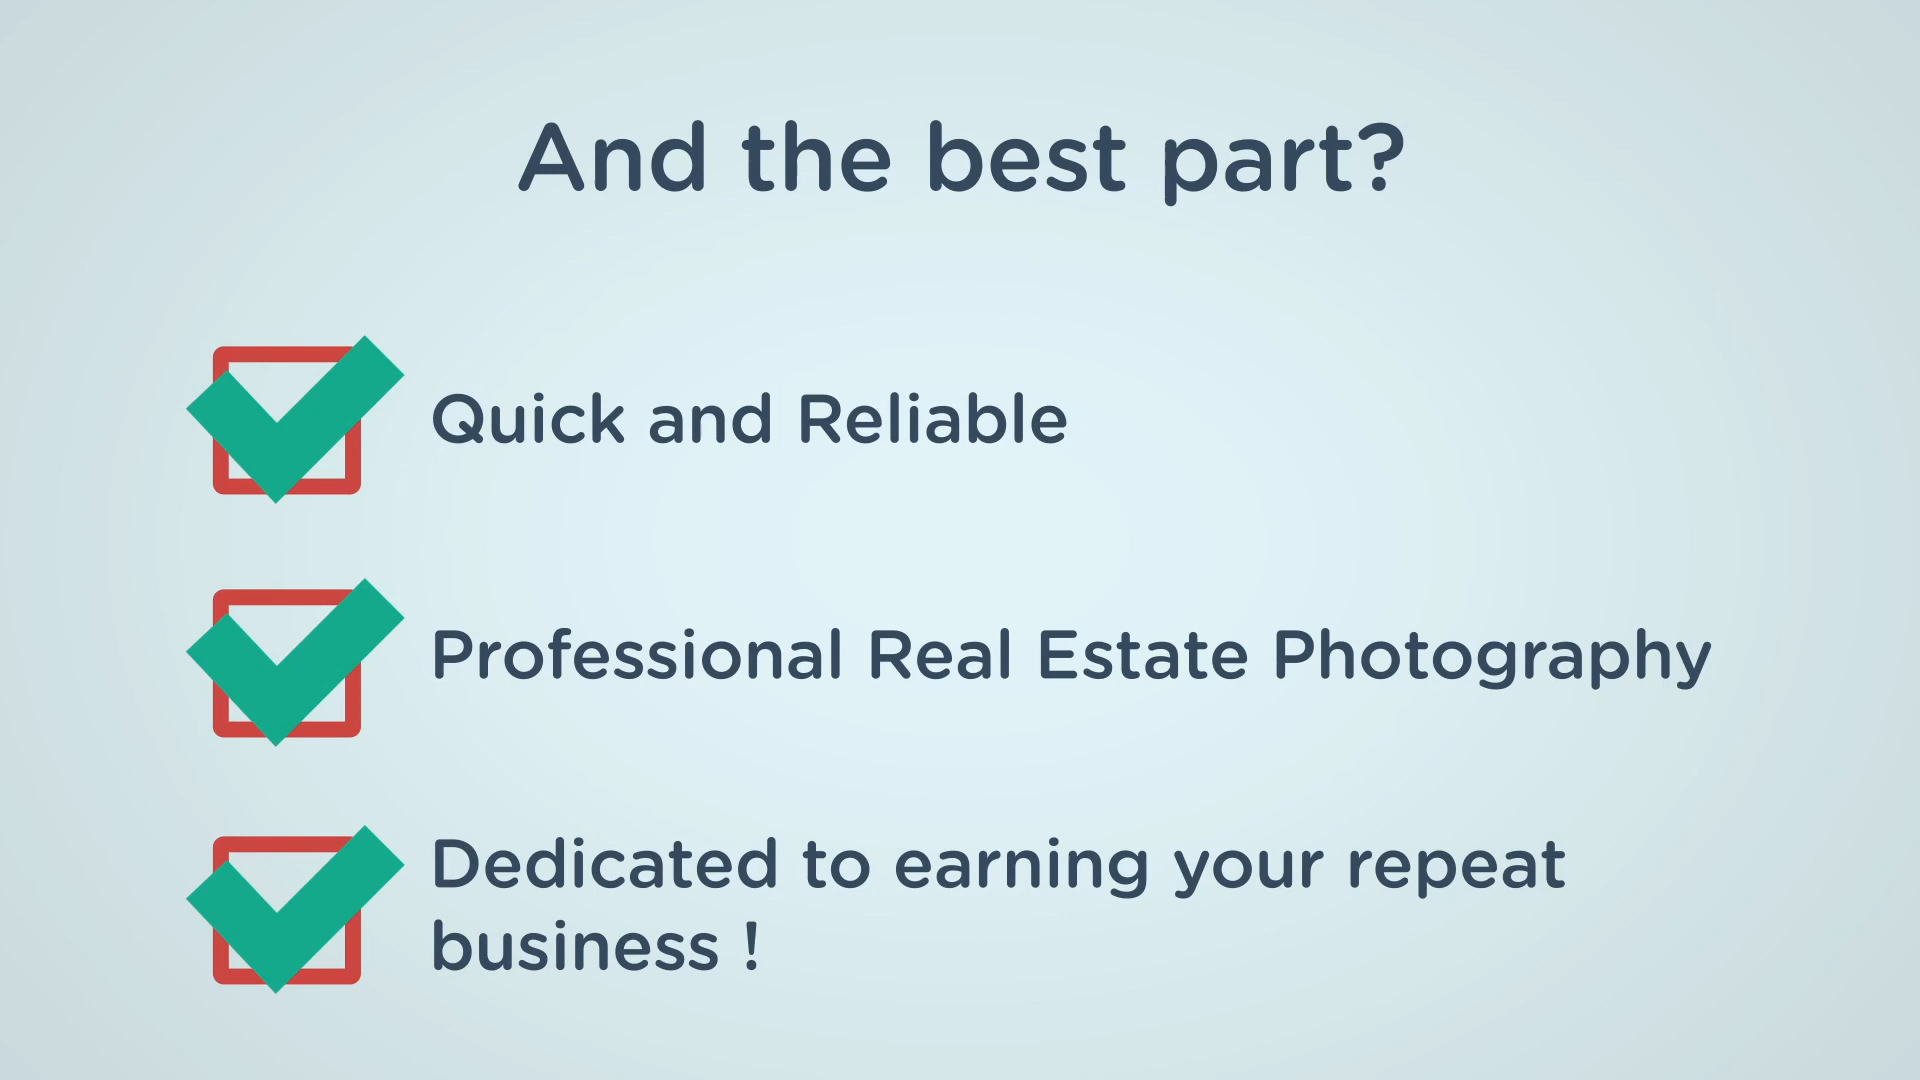 And the best part?
Quick and Reliable
Professional Real Estate Photography
Dedicated to earning your repeat
business !